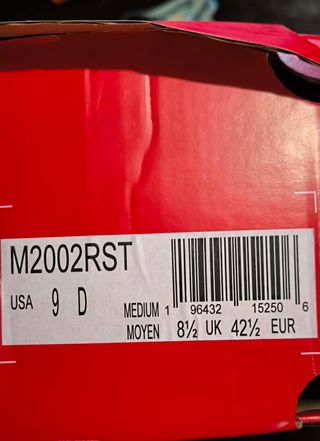 M2002RST
USA 9 D MEDIUM 1 96432 15250 6
MOYEN 8½ UK 42½ EUR